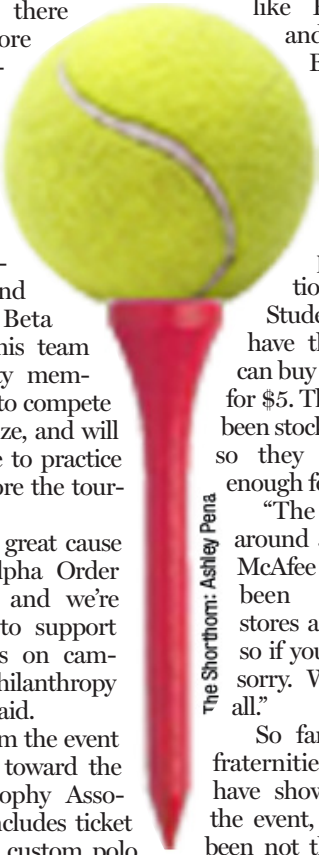 there
ore
-
-
nd
Beta
his team
ty mem-
to compete
ze, and will
e to practice
ore the tour-
great cause
lpha Order
and we're
to support
s on cam-
hilanthropy
aid.
m the event
toward the
ophy Asso-
ncludes ticket
custom polo
The Shorthorn: Ashley Pena
like
and
tio
Stude
have th
can buy
for $5. Th
been stock
so they
enough fo
“The
around
McAfee
been
stores a
so if you
sorry. W
all.”
So far
fraternities
have show
the event,
been not th